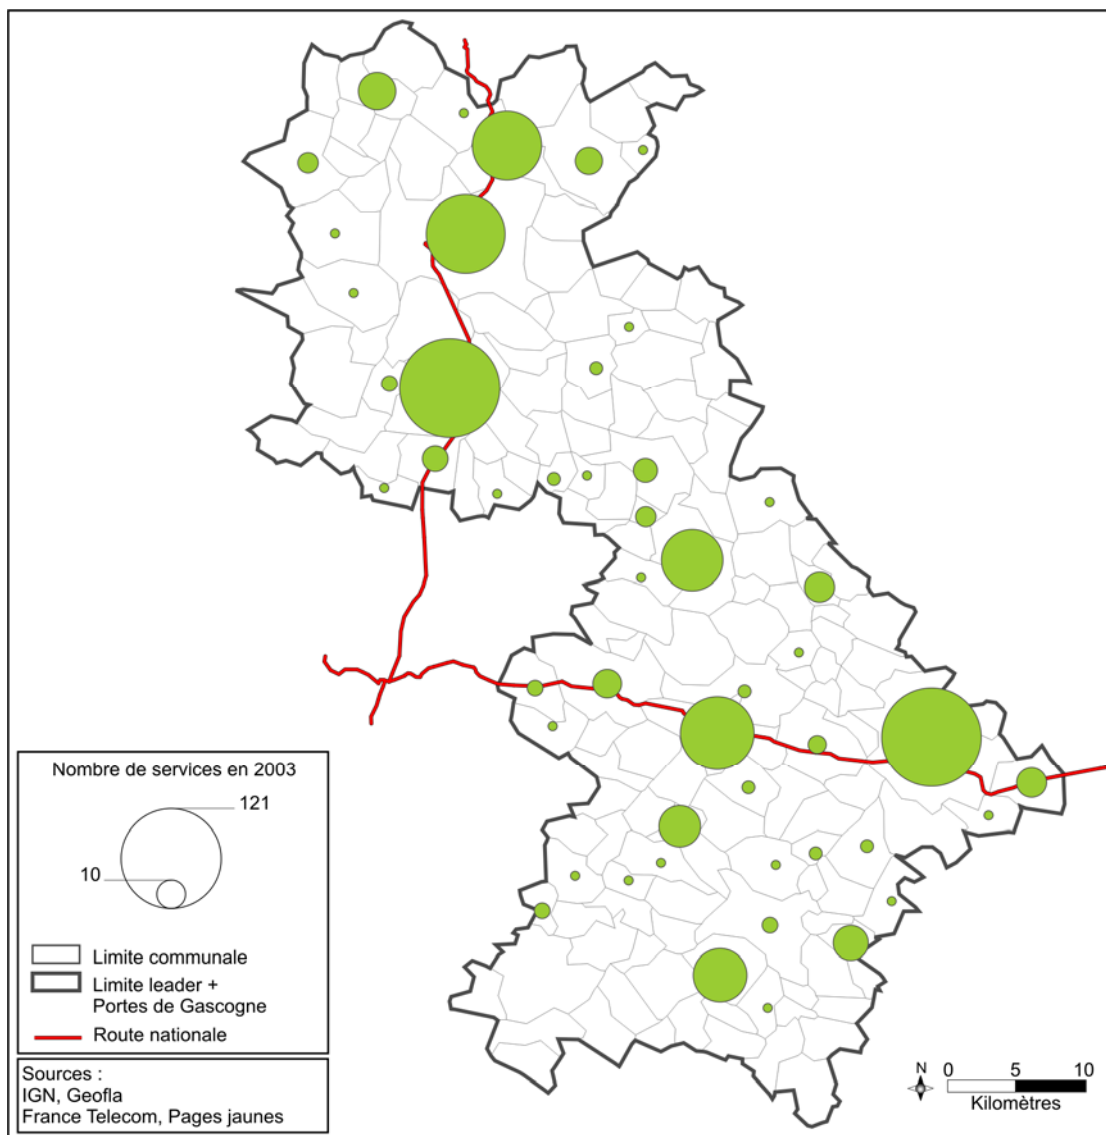 Nombre de services en 2003
121
10
Limite communale
Limite leader +
Portes de Gascogne
Route nationale
Sources :
IGN, Geofla
France Telecom, Pages jaunes
N
0 5 10
Kilomètres